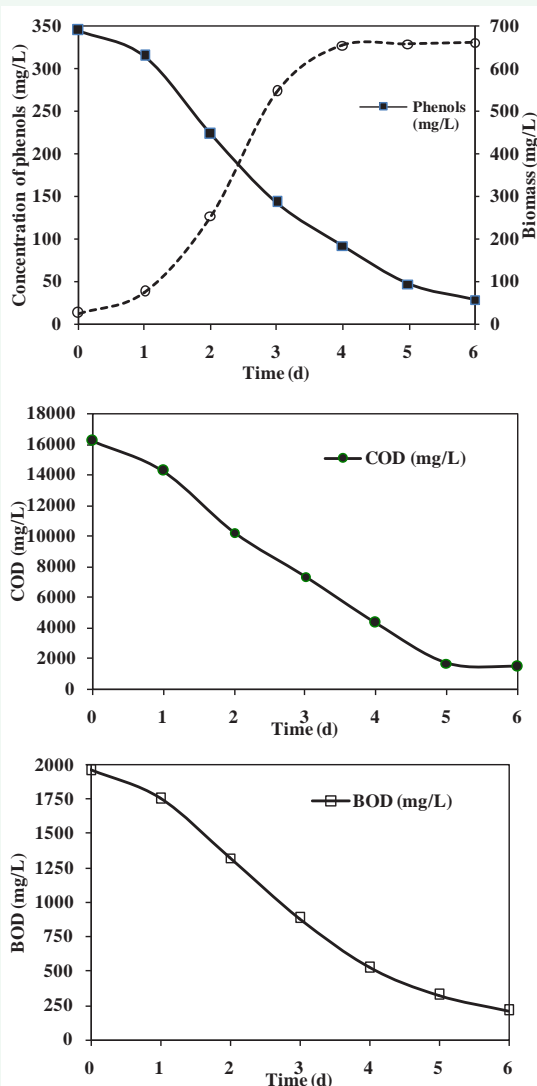 350
300
250
200
150
100
50
0
Concentration of phenols (mg/L)
700
600
500
400
300
200
100
0
Biomass (mg/L)
Phenols
(mg/L)
0 1 2 3 4 5 6
Time (d)
18000
16000
14000
12000
10000
8000
6000
4000
2000
0
COD (mg/L)
COD (mg/L)
0 1 2 3 4 5 6
Time (d)
2000
1750
1500
1250
1000
750
500
250
0
BOD (mg/L)
BOD (mg/L)
0 1 2 3 4 5 6
Time (d)